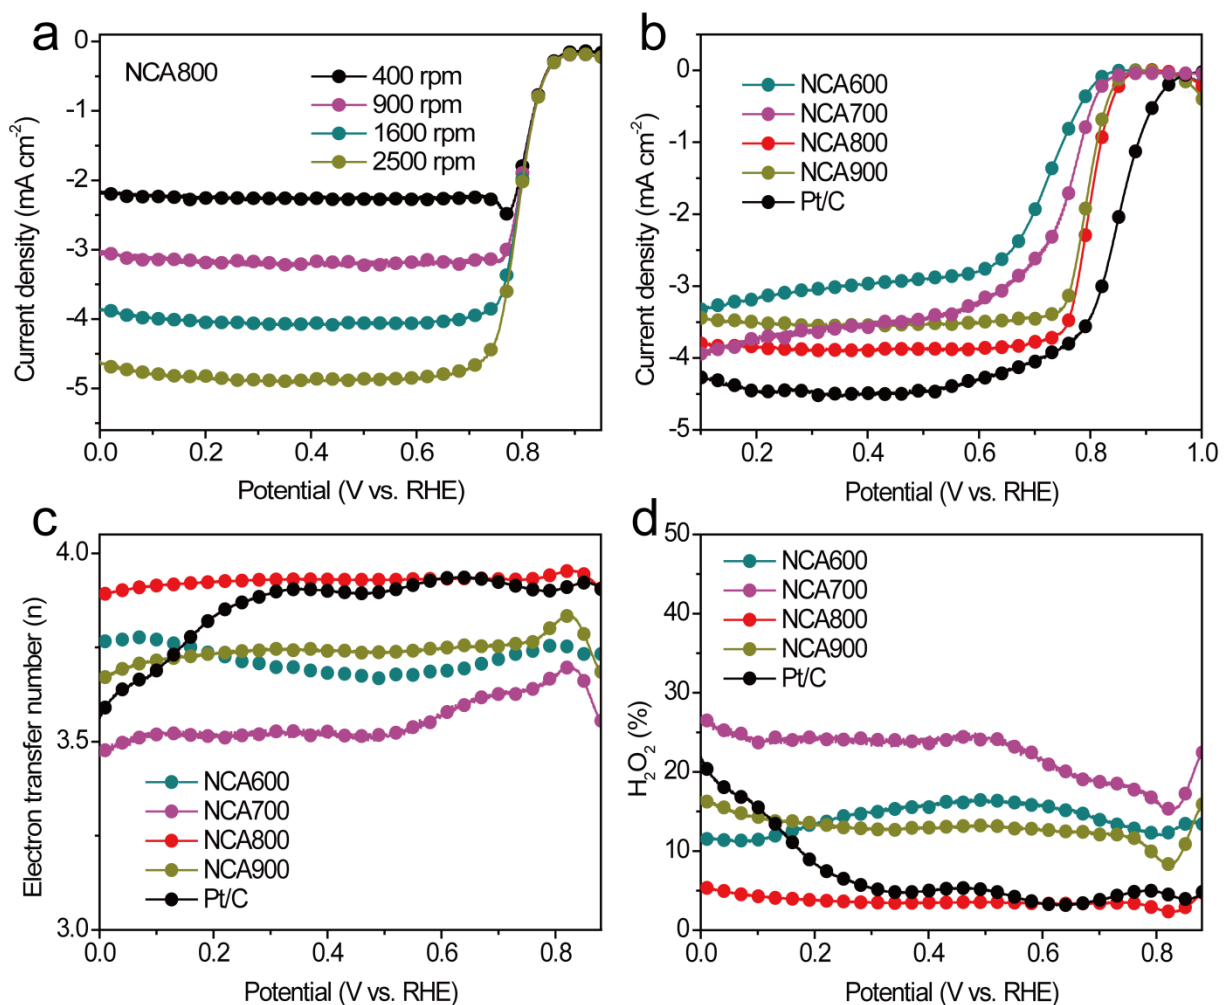 a
NCA800
400 rpm
900 rpm
1600 rpm
2500 rpm
0
-1
-2
-3
-4
-5
Current density (mA cm⁻²)
0.0 0.2 0.4 0.6 0.8
Potential (V vs. RHE)
b
NCA600
NCA700
NCA800
NCA900
Pt/C
0
-1
-2
-3
-4
-5
Current density (mA cm⁻²)
0.2 0.4 0.6 0.8 1.0
Potential (V vs. RHE)
c
4.0
3.5
3.0
Electron transfer number (n)
NCA600
NCA700
NCA800
NCA900
Pt/C
0.0 0.2 0.4 0.6 0.8
Potential (V vs. RHE)
d
50
40
30
20
10
0
H₂O₂ (%)
NCA600
NCA700
NCA800
NCA900
Pt/C
0.0 0.2 0.4 0.6 0.8
Potential (V vs. RHE)